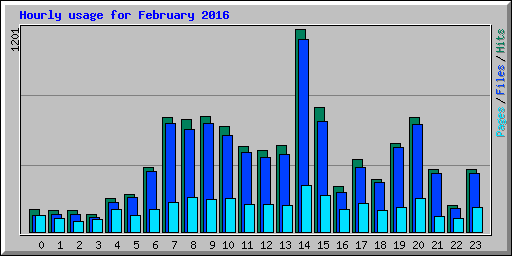 Hourly usage for February 2016
1201
Pages/Files/Hits
0 1 2 3 4 5 6 7 8 9 10 11 12 13 14 15 16 17 18 19 20 21 22 23